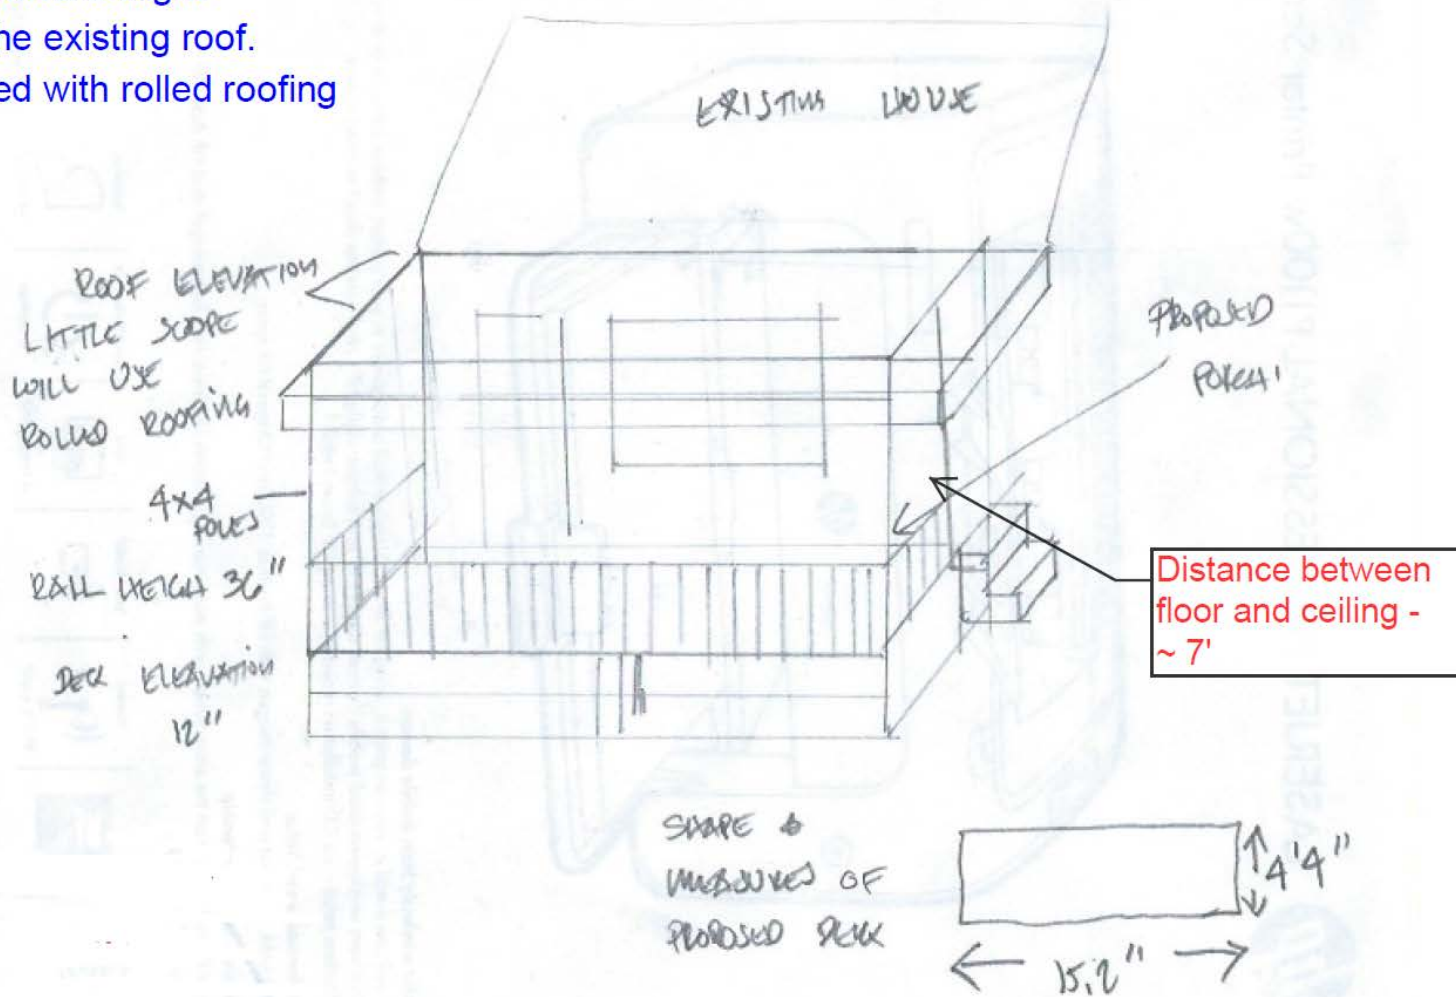 he existing roof.
ed with rolled roofing
EXISTING HOUSE
ROOF ELEVATION
LITTLE SLOPE
WILL USE
ROLLED ROOFING
4x4
POLES
RAIL HEIGH 36"
DECK ELEAVATION
12"
PROPOSED
PORCH
Distance between
floor and ceiling -
~ 7'
SHAPE &
MEASURES OF
PROPOSED DECK
4'4"
15,2"